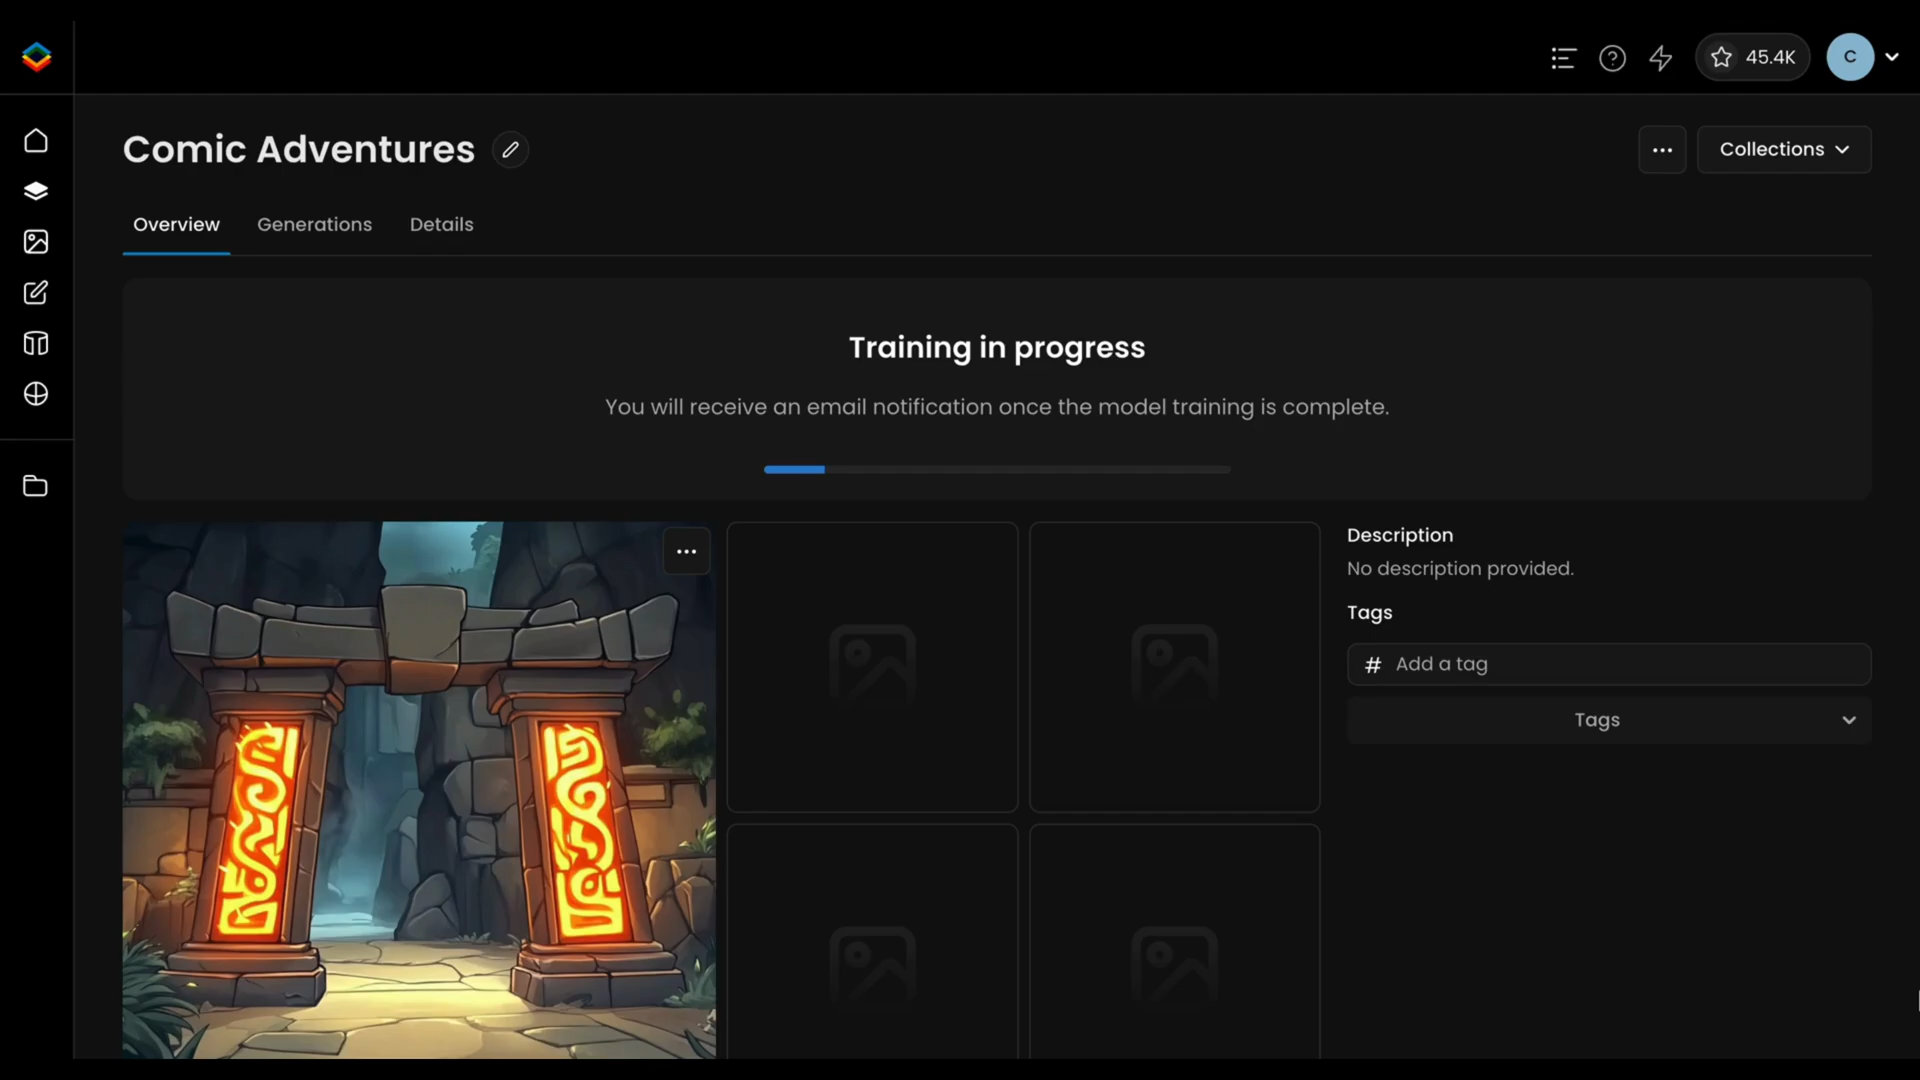 45.4K
C
Comic Adventures
Collections
Overview
Generations
Details
Training in progress
You will receive an email notification once the model training is complete.
Description
No description provided.
Tags
# Add a tag
Tags